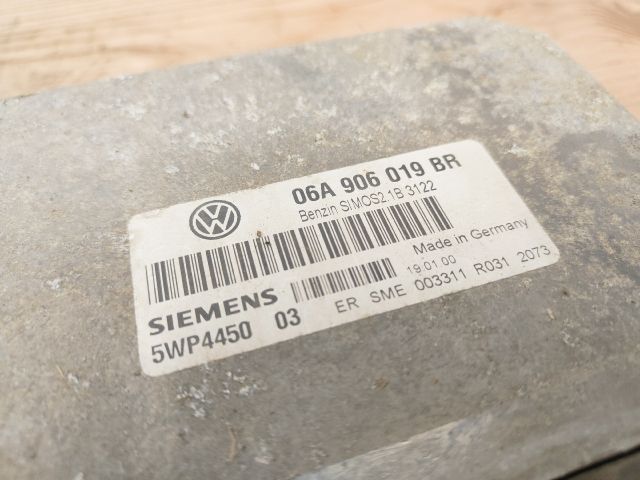 06A 906 019 BR
Benzin SIMOS2.1B 3122
Made in Germany
19.01.00
SIEMENS
ER SME 003311 R031 2073
5WP4450 03